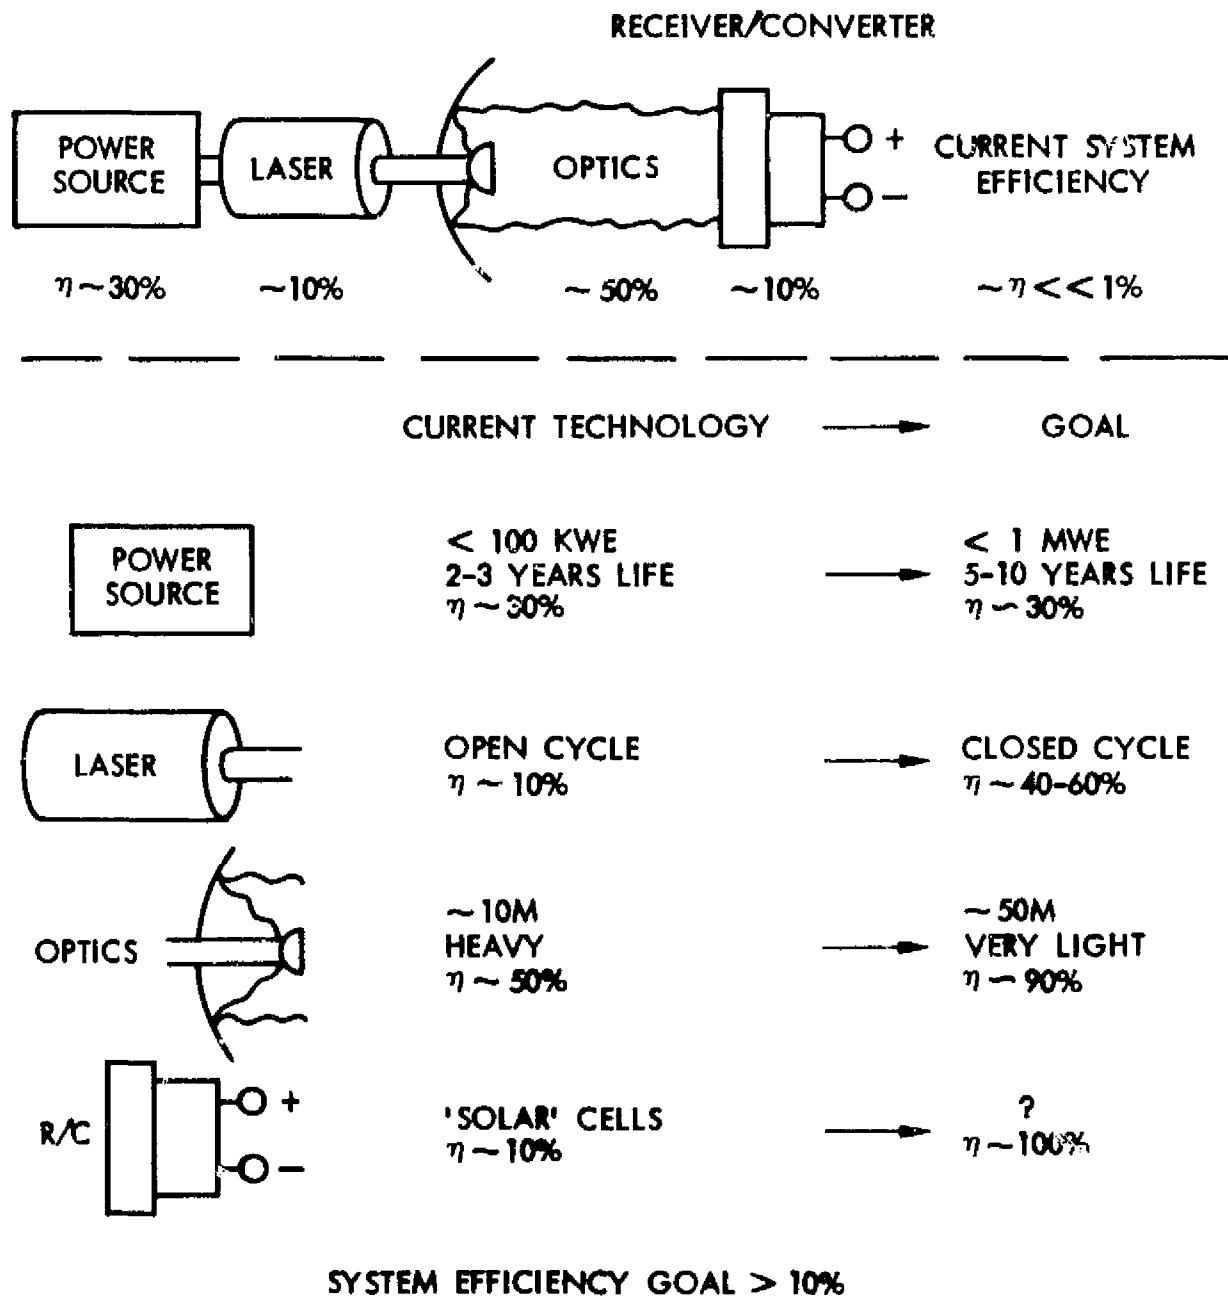 RECEIVER/CONVERTER
POWER
SOURCE
LASER
OPTICS
+
−
CURRENT SYSTEM
EFFICIENCY
η ~ 30%
~10%
~ 50%
~10%
~ η << 1%
CURRENT TECHNOLOGY → GOAL
POWER
SOURCE
< 100 KWE
2-3 YEARS LIFE
η ~ 30%
→
< 1 MWE
5-10 YEARS LIFE
η ~ 30%
LASER
OPEN CYCLE
η ~ 10%
→
CLOSED CYCLE
η ~ 40-60%
OPTICS
~ 10M
HEAVY
η ~ 50%
→
~ 50M
VERY LIGHT
η ~ 90%
R/C
+
−
'SOLAR' CELLS
η ~ 10%
→
?
η ~ 100%
SYSTEM EFFICIENCY GOAL > 10%